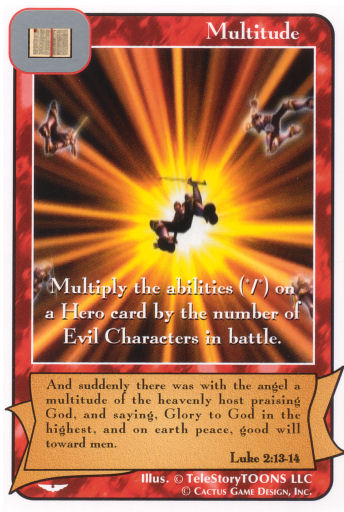 Multitude
Multiply the abilities (*/*) on
a Hero card by the number of
Evil Characters in battle.
And suddenly there was with the angel a
multitude of the heavenly host praising
God, and saying, Glory to God in the
highest, and on earth peace, good will
toward men.
Luke 2:13-14
Illus. © TeleStoryTOONS LLC
© CACTUS GAME DESIGN, INC.